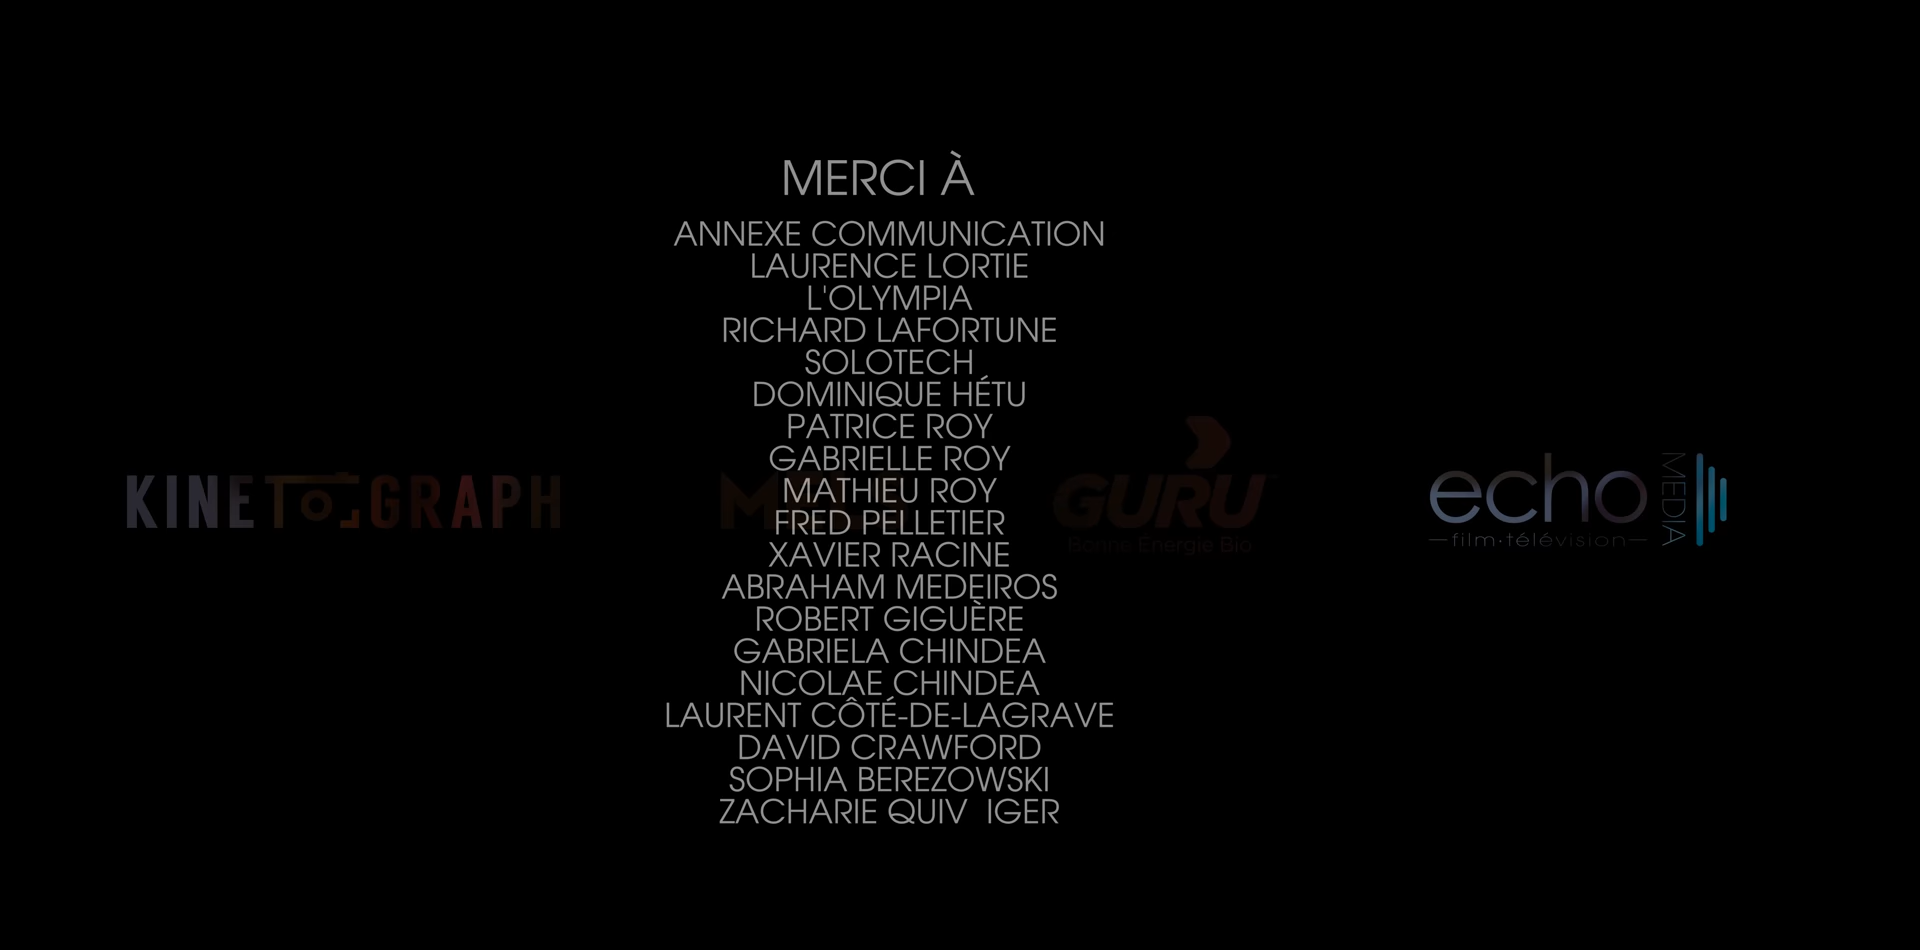 MERCI À
ANNEXE COMMUNICATION
LAURENCE LORTIE
L'OLYMPIA
RICHARD LAFORTUNE
SOLOTECH
DOMINIQUE HÉTU
PATRICE ROY
GABRIELLE ROY
MATHIEU ROY
FRED PELLETIER
XAVIER RACINE
ABRAHAM MEDEIROS
ROBERT GIGUÈRE
GABRIELA CHINDEA
NICOLAE CHINDEA
LAURENT CÔTÉ-DE-LAGRAVE
DAVID CRAWFORD
SOPHIA BEREZOWSKI
ZACHARIE QUIV  IGER
KINETOGRAPH
GURU
Bonne Énergie Bio
echo MEDIA
film·télévision